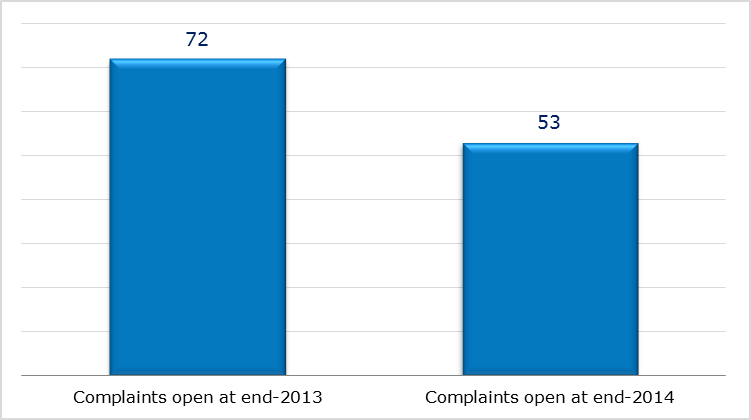 72
53
Complaints open at end-2013
Complaints open at end-2014